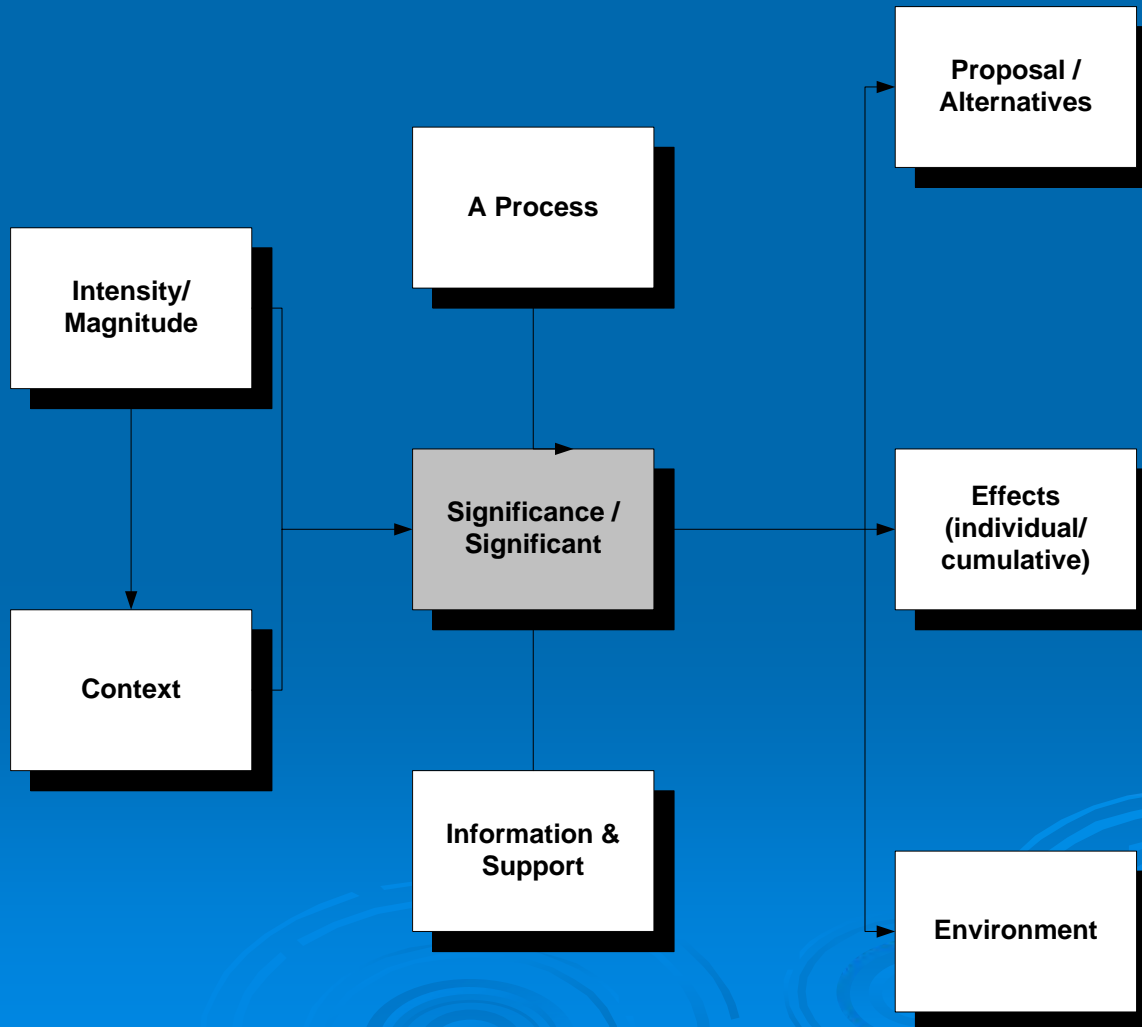 Proposal /
Alternatives
A Process
Intensity/
Magnitude
Significance /
Significant
Effects
(individual/
cumulative)
Context
Information &
Support
Environment